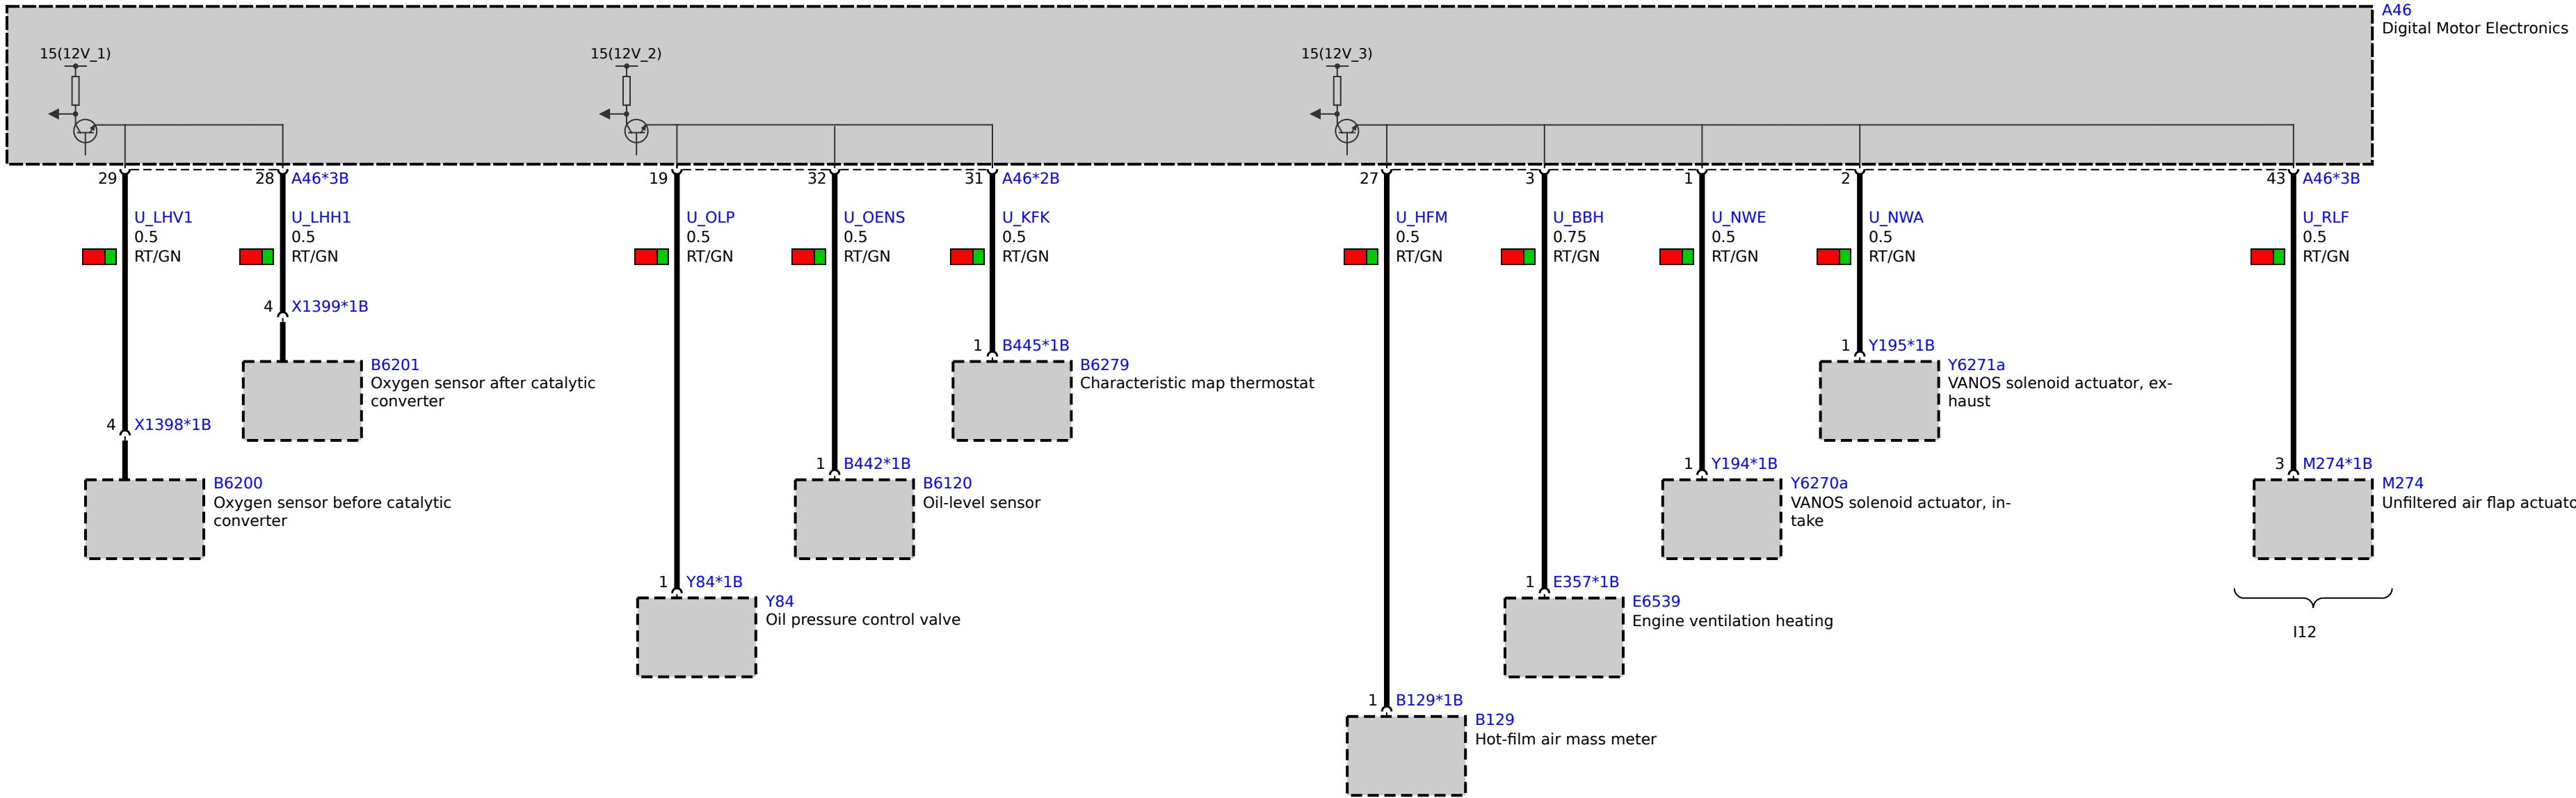 A46
Digital Motor Electronics
15(12V_1)
15(12V_2)
15(12V_3)
29
28
A46*3B
19
32
31
A46*2B
27
3
1
2
43
A46*3B
U_LHV1
0.5
RT/GN
U_LHH1
0.5
RT/GN
U_OLP
0.5
RT/GN
U_OENS
0.5
RT/GN
U_KFK
0.5
RT/GN
U_HFM
0.5
RT/GN
U_BBH
0.75
RT/GN
U_NWE
0.5
RT/GN
U_NWA
0.5
RT/GN
U_RLF
0.5
RT/GN
4
X1399*1B
1
B445*1B
1
Y195*1B
B6201
Oxygen sensor after catalytic
converter
B6279
Characteristic map thermostat
Y6271a
VANOS solenoid actuator, ex-
haust
4
X1398*1B
1
B442*1B
1
Y194*1B
3
M274*1B
B6200
Oxygen sensor before catalytic
converter
B6120
Oil-level sensor
Y6270a
VANOS solenoid actuator, in-
take
M274
Unfiltered air flap actuato
1
Y84*1B
1
E357*1B
Y84
Oil pressure control valve
E6539
Engine ventilation heating
I12
1
B129*1B
B129
Hot-film air mass meter